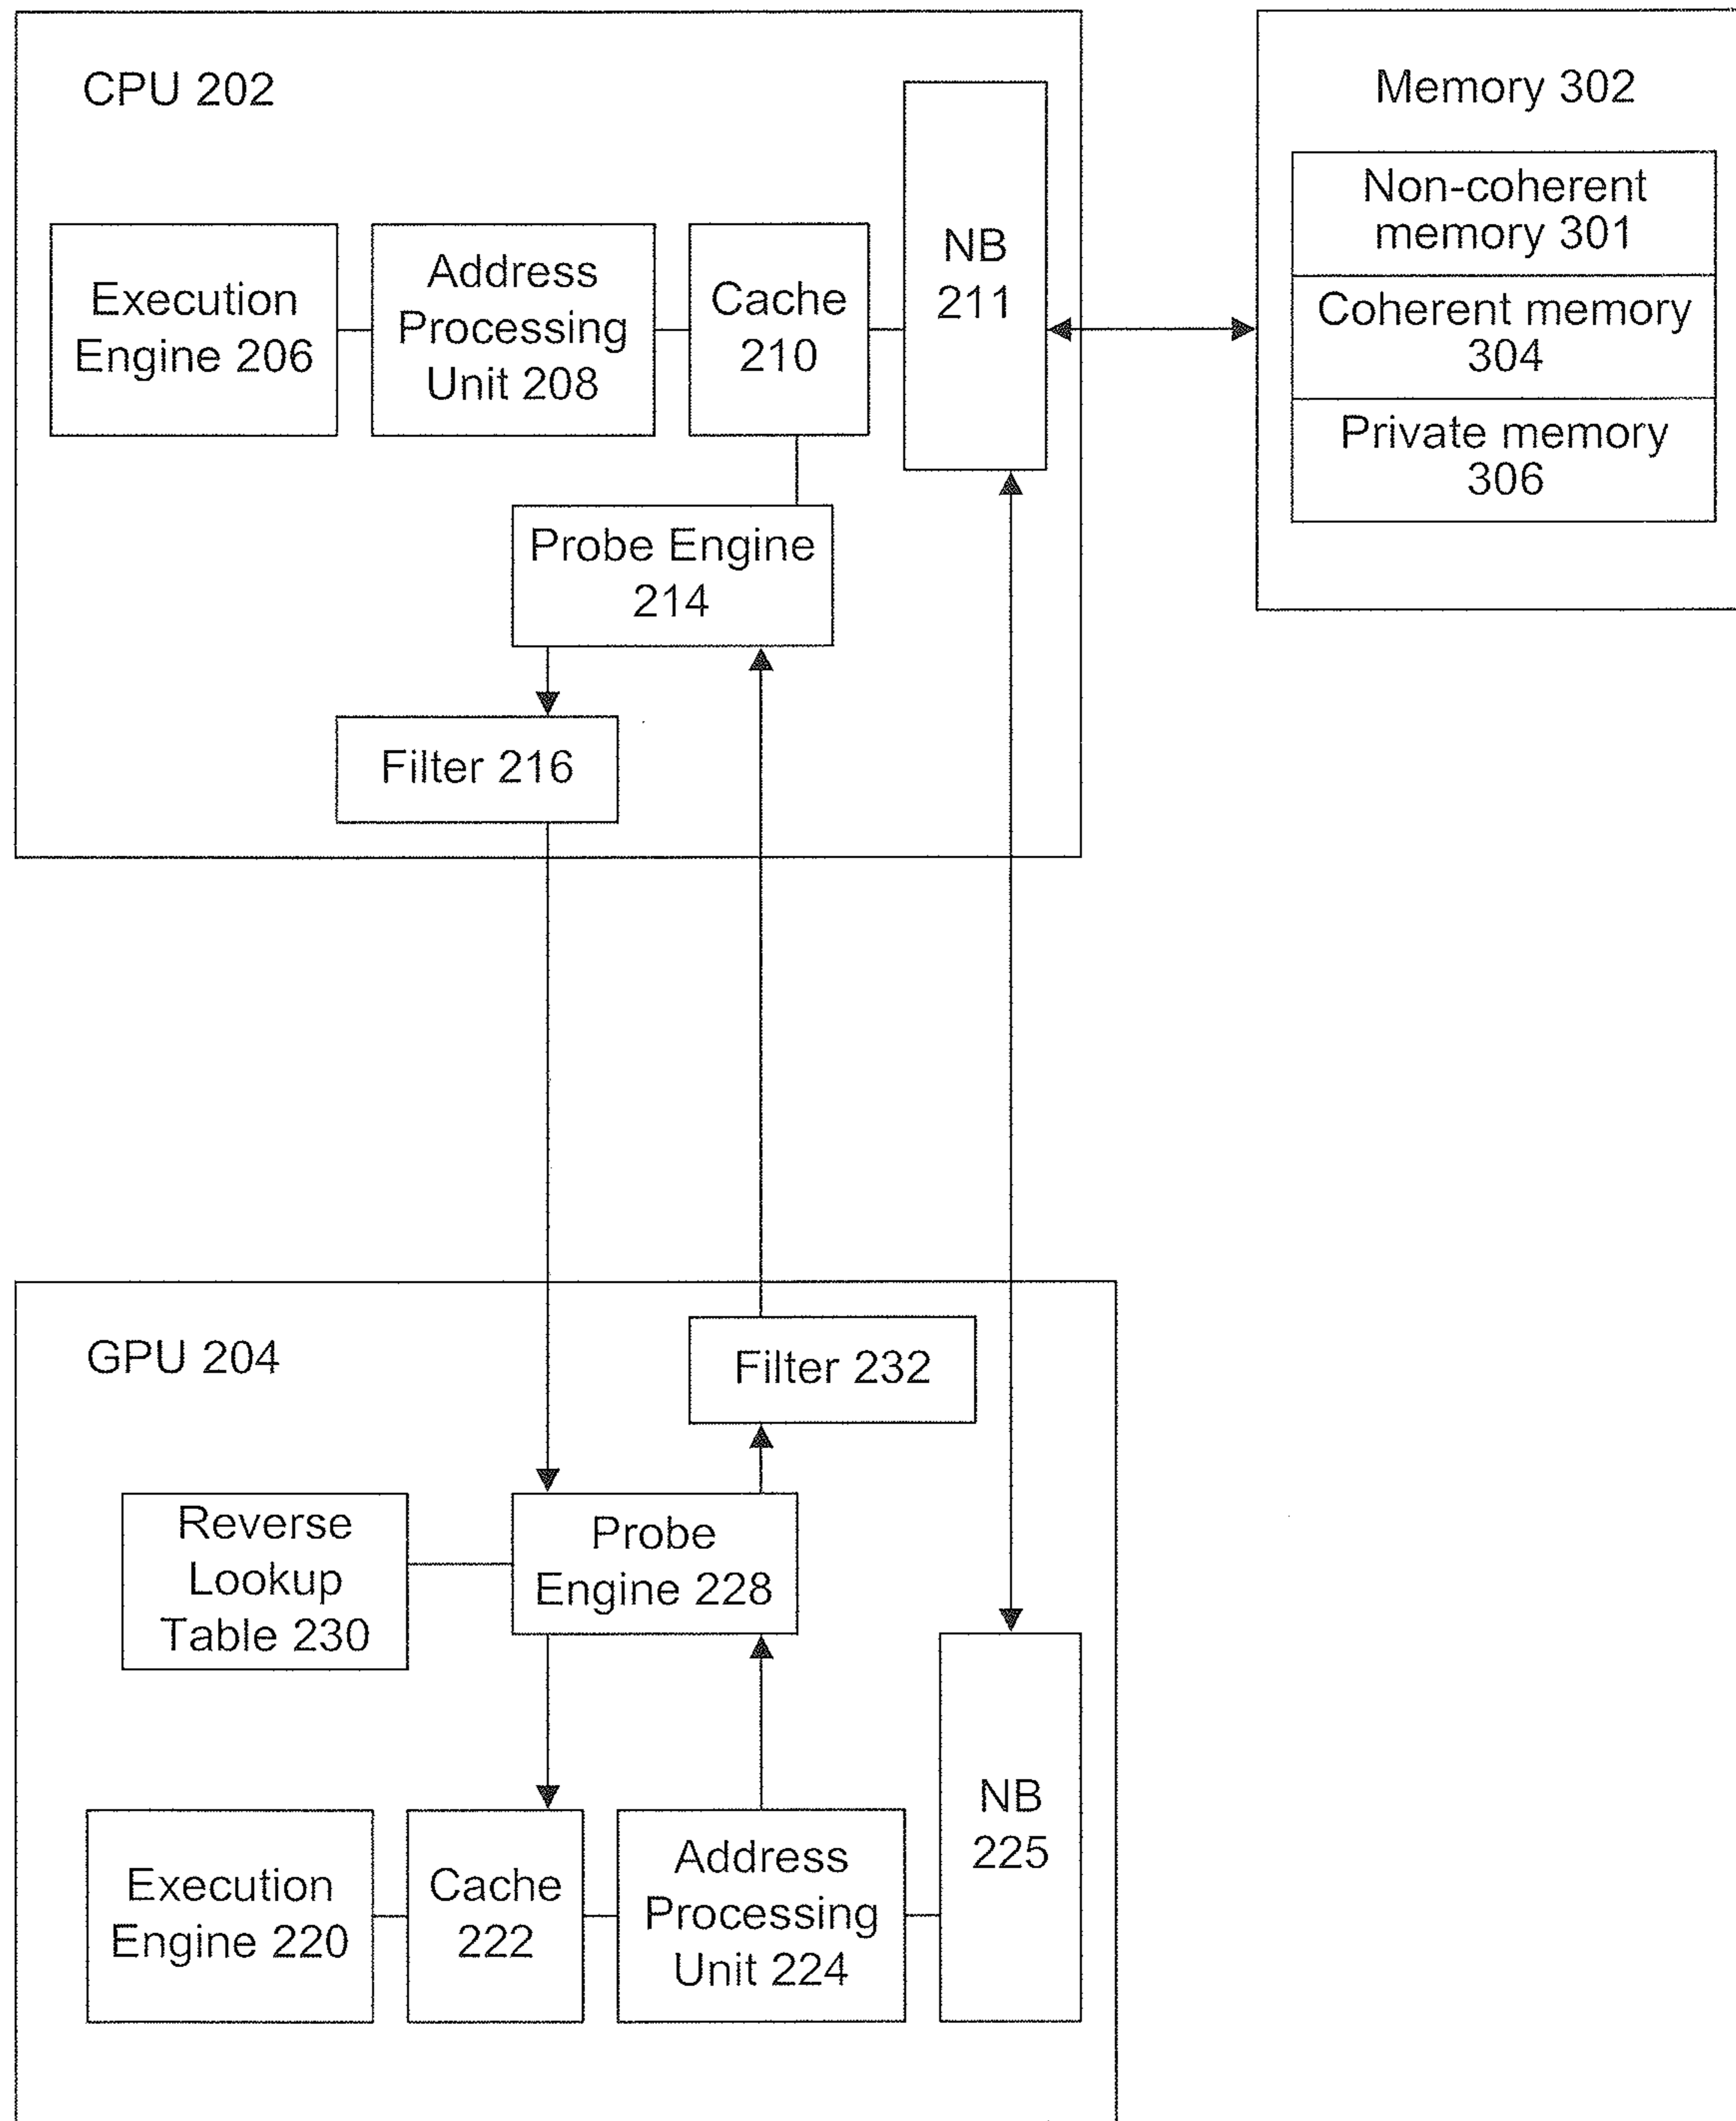 CPU 202
Memory 302
Non-coherent
memory 301
Coherent memory
304
Private memory
306
Execution
Engine 206
Address
Processing
Unit 208
Cache
210
NB
211
Probe Engine
214
Filter 216
GPU 204
Filter 232
Reverse
Lookup
Table 230
Probe
Engine 228
Execution
Engine 220
Cache
222
Address
Processing
Unit 224
NB
225